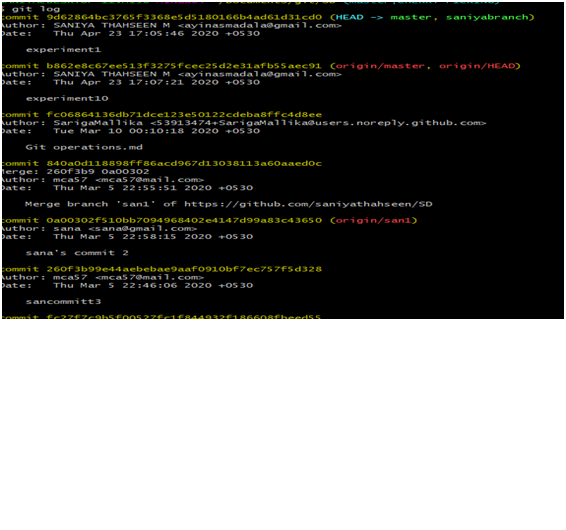 $ git log
commit 9d62864bc3765f3368e5d5180166b4ad61d31cd0 (HEAD -> master, saniyabranch)
Author: SANIYA THAHSEEN M <ayinasmadala@gmail.com>
Date:   Thu Apr 23 17:05:46 2020 +0530
experiment1
commit b862e8c67ee513f3275fcec25d2e31afb55aec91 (origin/master, origin/HEAD)
Author: SANIYA THAHSEEN M <ayinasmadala@gmail.com>
Date:   Thu Apr 23 17:07:21 2020 +0530
experiment10
commit fc06864136db71dce123e50122cdeba8ffc4d8ee
Author: SarigaMallika <53913474+SarigaMallika@users.noreply.github.com>
Date:   Tue Mar 10 00:10:18 2020 +0530
Git operations.md
commit 840a0d118898ff86acd967d13038113a60aaed0c
Merge: 260f3b9 0a00302
Author: mca57 <mca57@mail.com>
Date:   Thu Mar 5 22:55:51 2020 +0530
Merge branch 'san1' of https://github.com/saniyathahseen/SD
commit 0a00302f510bb7094968402e4147d99a83c43650 (origin/san1)
Author: sana <sana@gmail.com>
Date:   Thu Mar 5 22:58:15 2020 +0530
sana's commit 2
commit 260f3b99e44aebebae9aaf0910bf7ec757f5d328
Author: mca57 <mca57@mail.com>
Date:   Thu Mar 5 22:46:06 2020 +0530
sancommitt3
commit fc27f7c9b5f00527fc1f844932f186608fbeed55